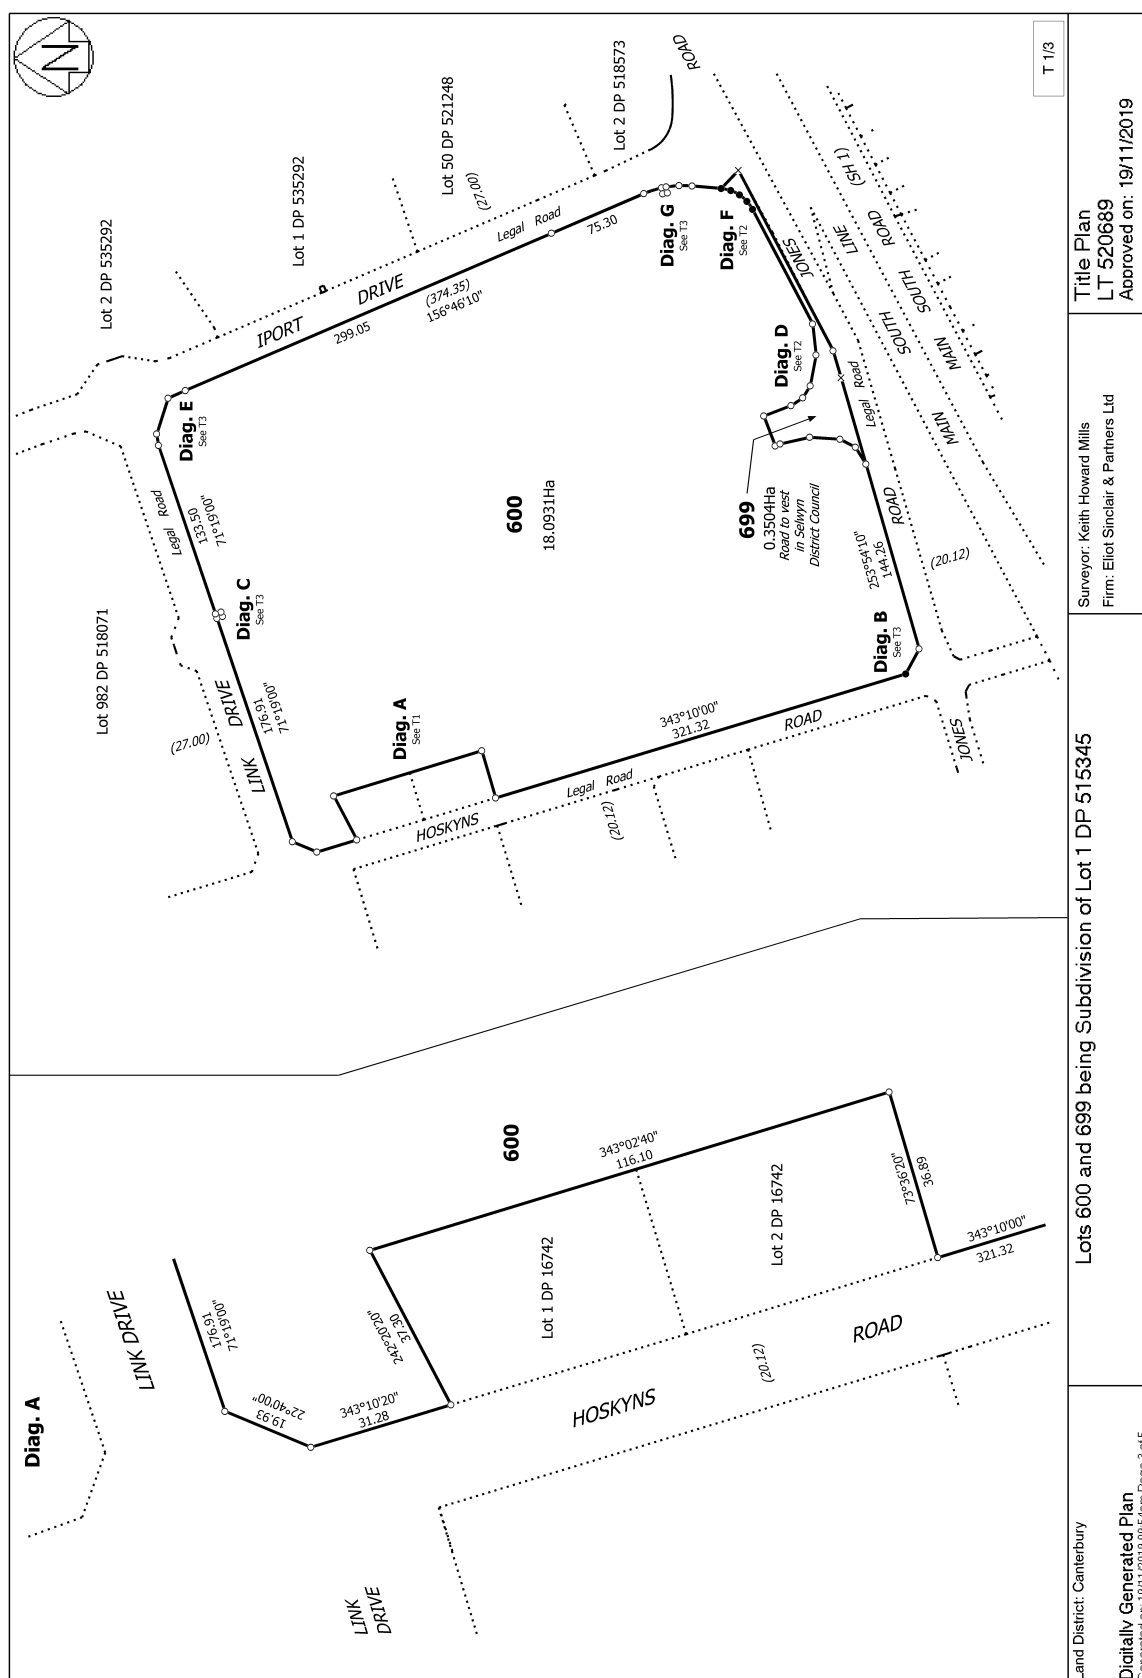 Diag. A
LINK DRIVE
LINK
DRIVE
176.91
71°19'00"
19.93
22°40'00"
343°10'20"
31.28
242°20'20"
37.30
600
343°02'40"
116.10
Lot 1 DP 16742
Lot 2 DP 16742
73°36'20"
36.89
343°10'00"
321.32
HOSKYNS
ROAD
(20.12)
N
Lot 982 DP 518071
Lot 2 DP 535292
Lot 1 DP 535292
Lot 50 DP 521248
Lot 2 DP 518573
(27.00)
LINK
DRIVE
176.91
71°19'00"
Diag. C
See T3
Legal Road
133.50
71°19'00"
Diag. E
See T3
IPORT
DRIVE
299.05
(374.35)
156°46'10"
Legal Road
(27.00)
75.30
ROAD
Diag. G
See T3
Diag. F
See T2
Diag. D
See T2
Diag. A
See T1
600
18.0931Ha
699
0.3504Ha
Road to vest
in Selwyn
District Council
HOSKYNS
Legal Road
ROAD
(20.12)
343°10'00"
321.32
Diag. B
See T3
253°54'10"
144.26
JONES
Legal Road
ROAD
(20.12)
JONES
MAIN
SOUTH
LINE
MAIN
SOUTH
ROAD
(SH 1)
T 1/3
Land District: Canterbury
Digitally Generated Plan
Lots 600 and 699 being Subdivision of Lot 1 DP 515345
Surveyor: Keith Howard Mills
Firm: Eliot Sinclair & Partners Ltd
Title Plan
LT 520689
Approved on: 19/11/2019